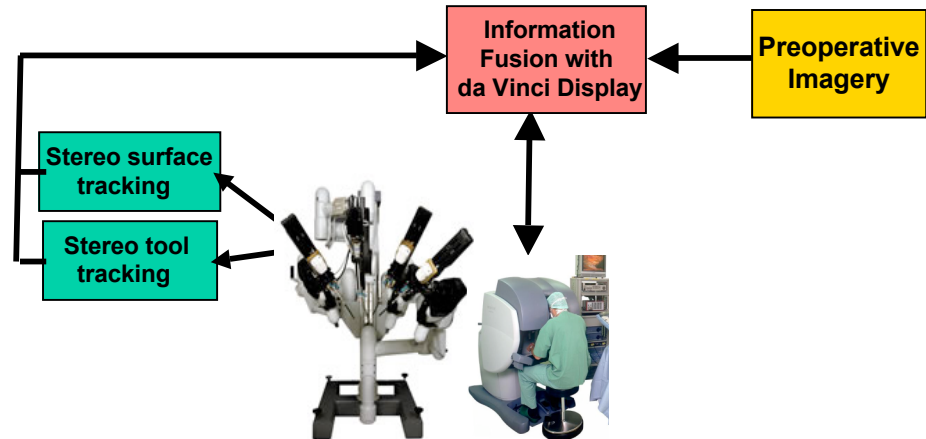 Information
Fusion with
da Vinci Display
Preoperative
Imagery
Stereo surface
tracking
Stereo tool
tracking